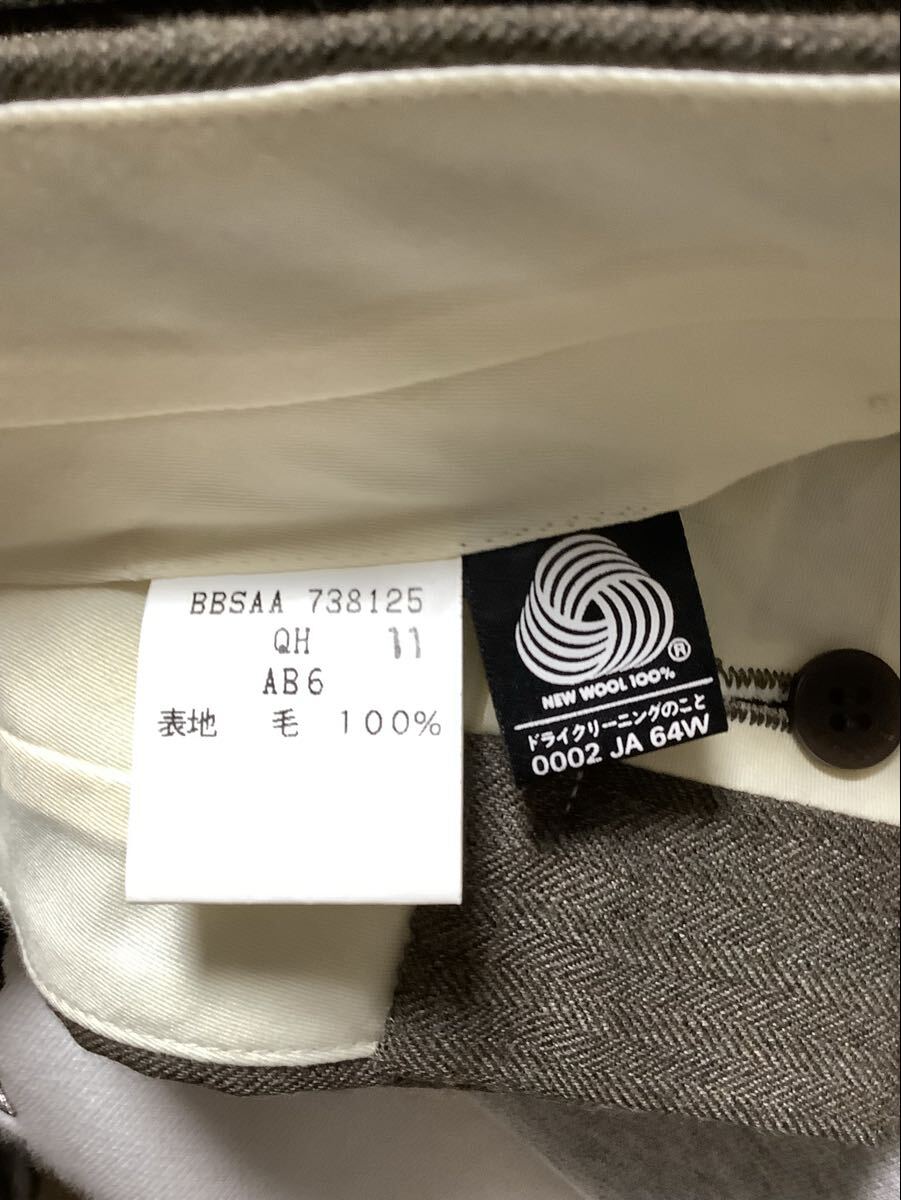 BBSAA 738125
QH 11
AB6
表地 毛 100%
®
NEW WOOL 100%
ドライクリーニングのこと
0002 JA 64W